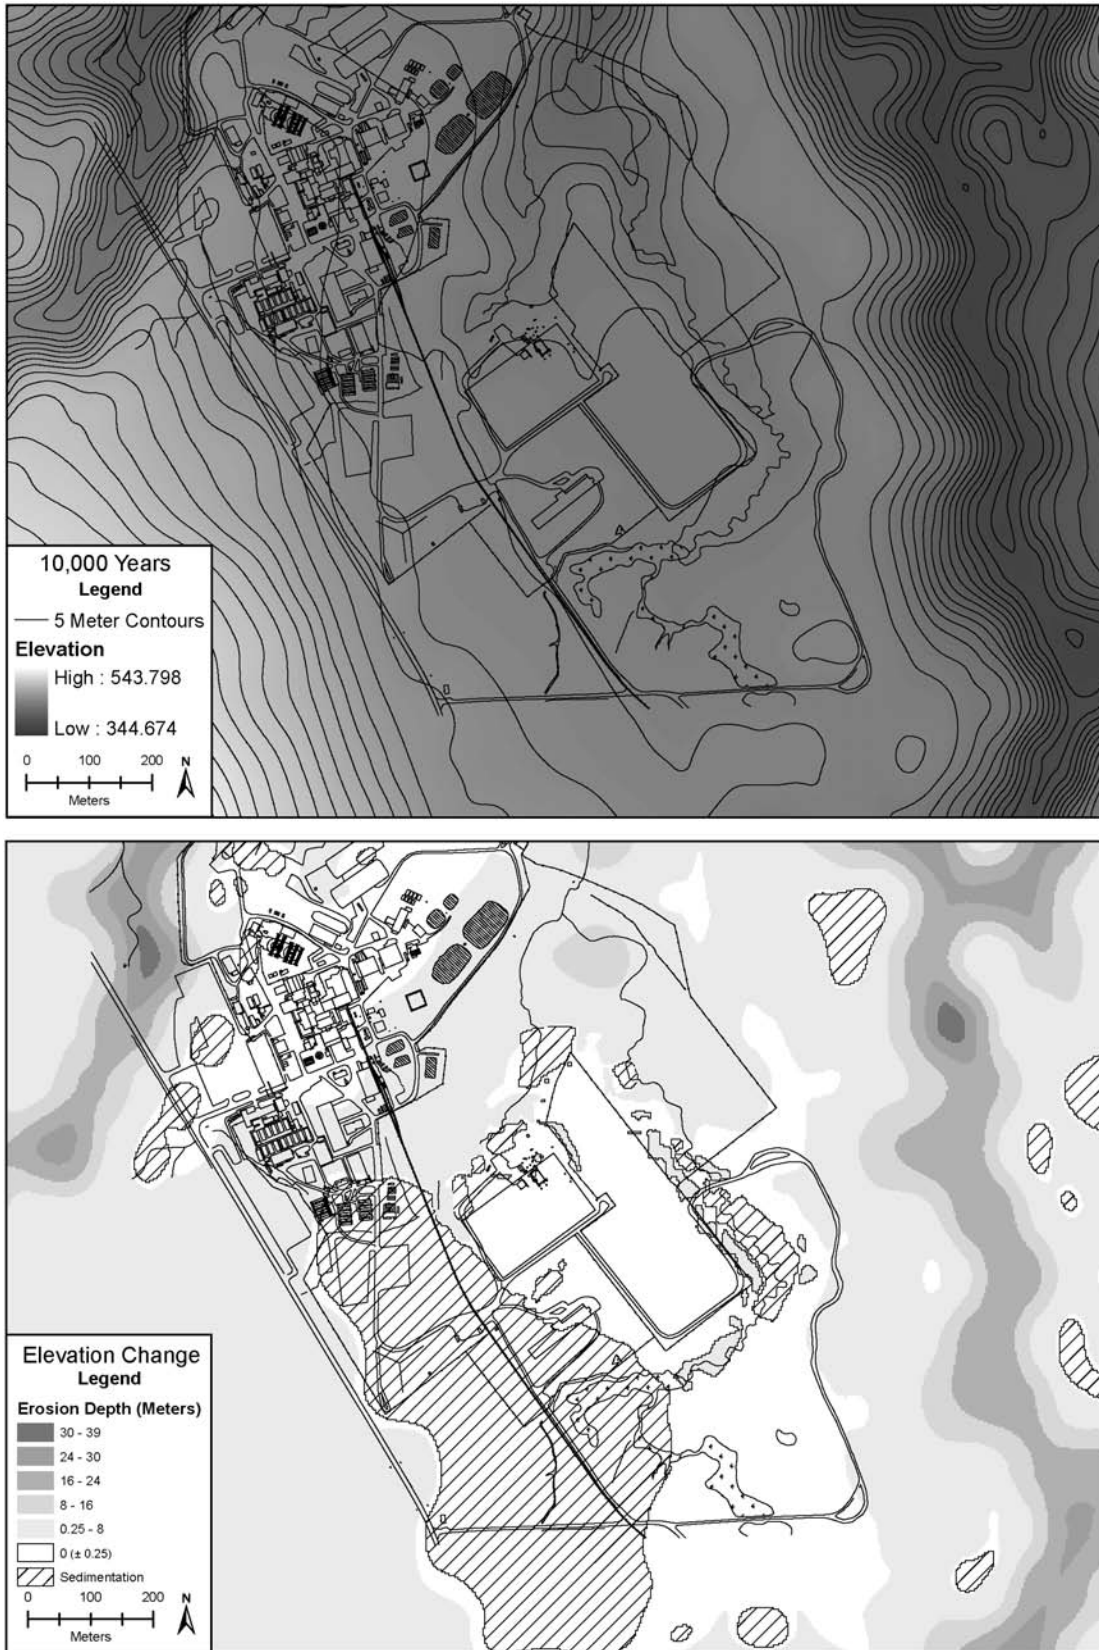 10,000 Years
Legend
5 Meter Contours
Elevation
High : 543.798
Low : 344.674
0 100 200
Meters
N
Elevation Change
Legend
Erosion Depth (Meters)
30 - 39
24 - 30
16 - 24
8 - 16
0.25 - 8
0 (± 0.25)
Sedimentation
0 100 200
Meters
N